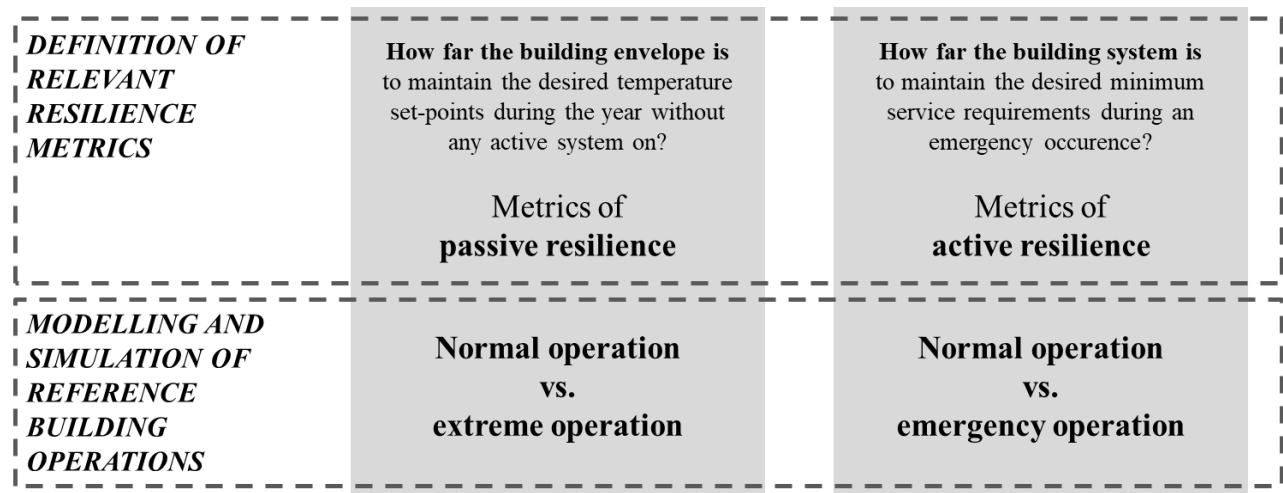 DEFINITION OF
RELEVANT
RESILIENCE
METRICS
How far the building envelope is
to maintain the desired temperature
set-points during the year without
any active system on?
Metrics of
passive resilience
How far the building system is
to maintain the desired minimum
service requirements during an
emergency occurence?
Metrics of
active resilience
MODELLING AND
SIMULATION OF
REFERENCE
BUILDING
OPERATIONS
Normal operation
vs.
extreme operation
Normal operation
vs.
emergency operation